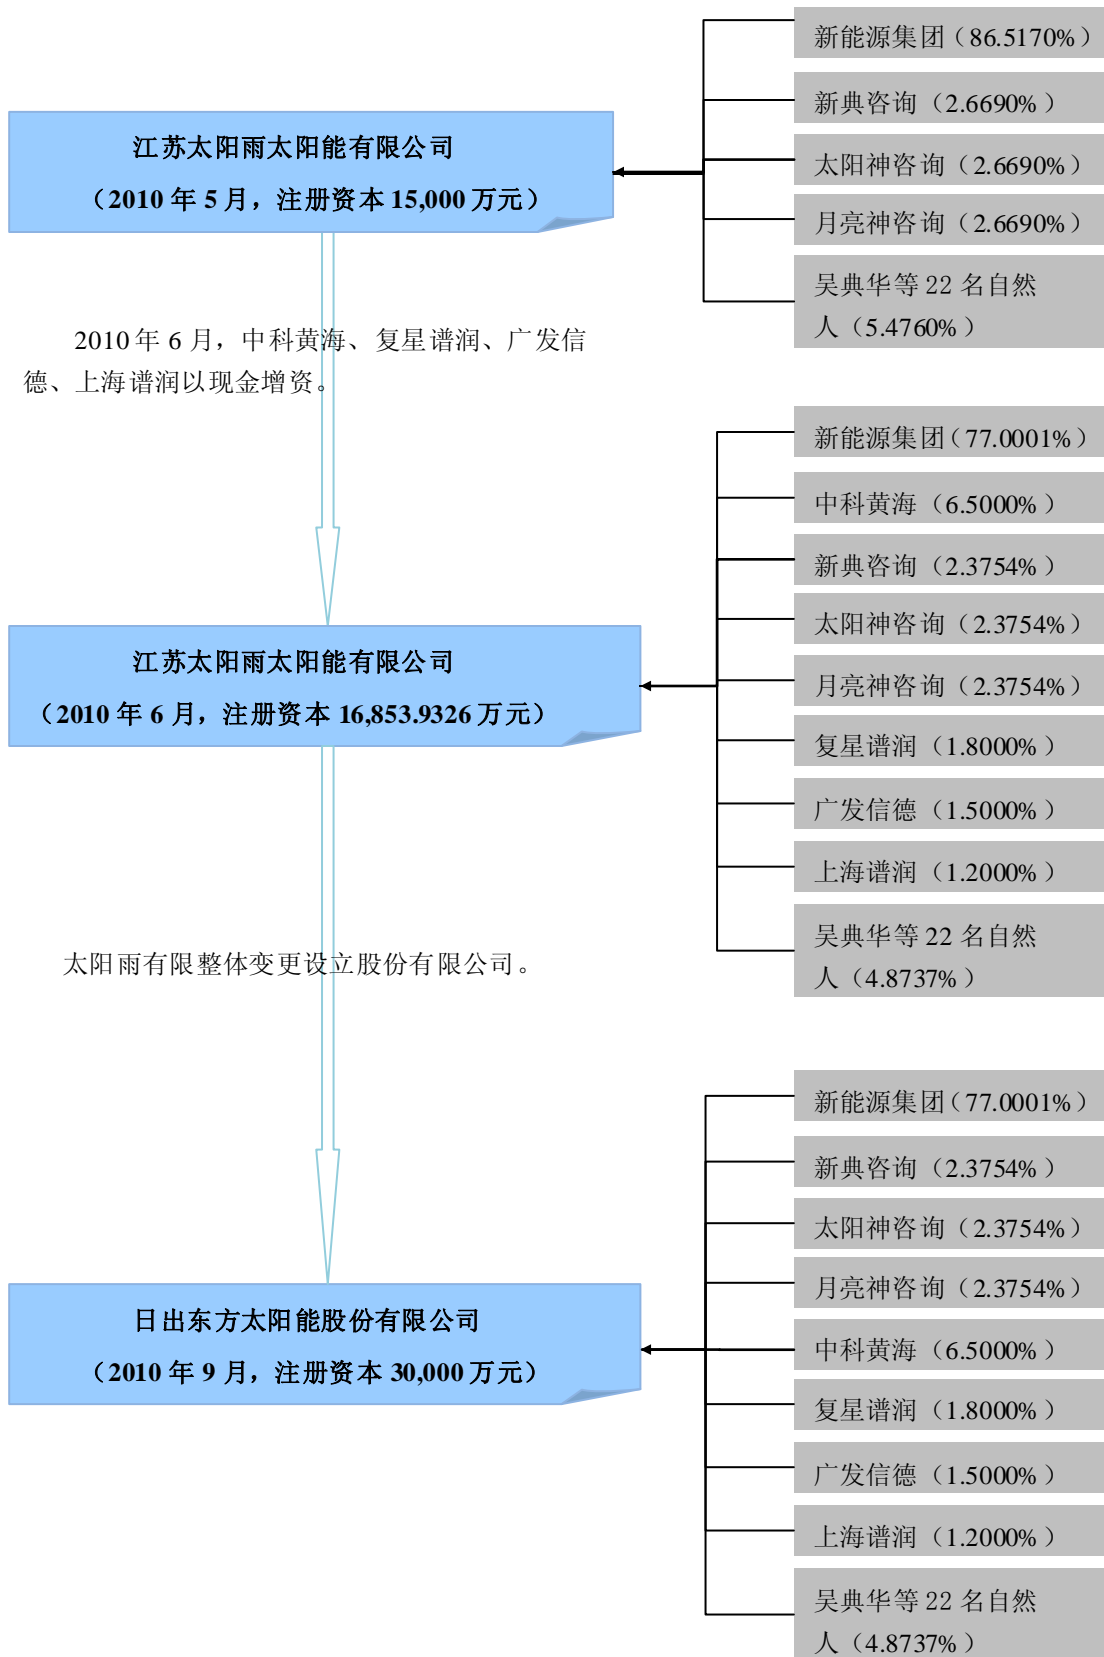 新能源集团（86.5170%）
新典咨询（2.6690%）
太阳神咨询（2.6690%）
月亮神咨询（2.6690%）
吴典华等 22 名自然
人（5.4760%）
江苏太阳雨太阳能有限公司
（2010 年 5 月，注册资本 15,000 万元）
2010 年 6 月，中科黄海、复星谱润、广发信
德、上海谱润以现金增资。
新能源集团（77.0001%）
中科黄海（6.5000%）
新典咨询（2.3754%）
太阳神咨询（2.3754%）
月亮神咨询（2.3754%）
复星谱润（1.8000%）
广发信德（1.5000%）
上海谱润（1.2000%）
吴典华等 22 名自然
人（4.8737%）
江苏太阳雨太阳能有限公司
（2010 年 6 月，注册资本 16,853.9326 万元）
太阳雨有限整体变更设立股份有限公司。
新能源集团（77.0001%）
新典咨询（2.3754%）
太阳神咨询（2.3754%）
月亮神咨询（2.3754%）
中科黄海（6.5000%）
复星谱润（1.8000%）
广发信德（1.5000%）
上海谱润（1.2000%）
吴典华等 22 名自然
人（4.8737%）
日出东方太阳能股份有限公司
（2010 年 9 月，注册资本 30,000 万元）